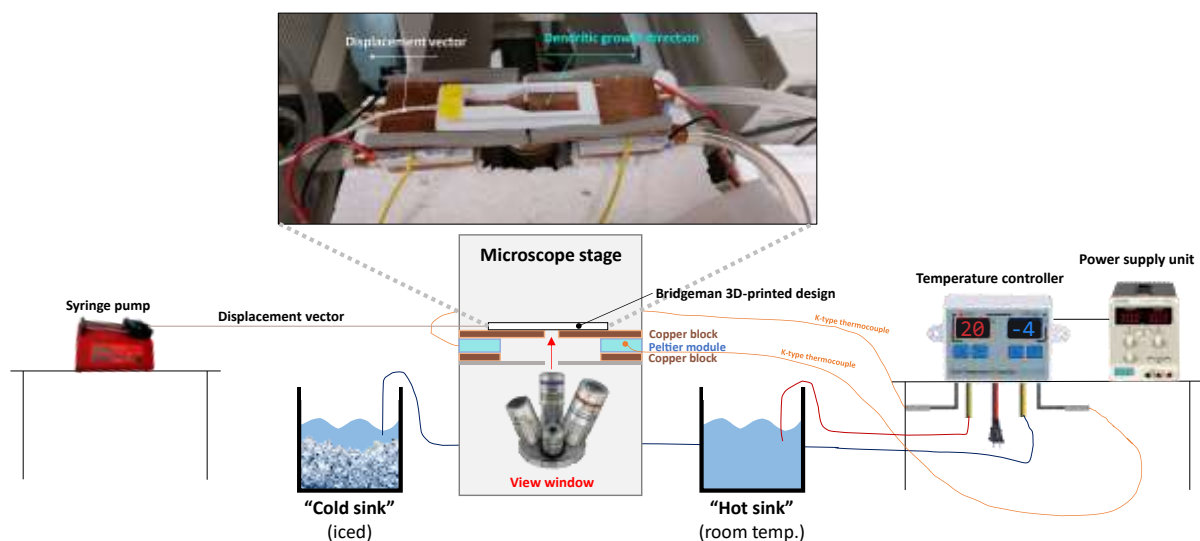 Displacement vector
Dendritic growth direction
Microscope stage
Power supply unit
Temperature controller
Bridgeman 3D-printed design
Syringe pump
Displacement vector
K-type thermocouple
20
-4
Copper block
Peltier module
K-type thermocouple
Copper block
View window
“Cold sink”
(iced)
“Hot sink”
(room temp.)